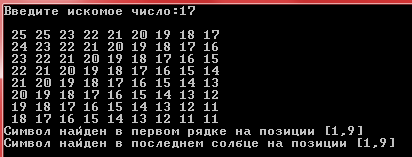 Введите искомое число:17
25 25 23 22 21 20 19 18 17
24 23 22 21 20 19 18 17 16
23 22 21 20 19 18 17 16 15
22 21 20 19 18 17 16 15 14
21 20 19 18 17 16 15 14 13
20 19 18 17 16 15 14 13 12
19 18 17 16 15 14 13 12 11
18 17 16 15 14 13 12 11 11
Символ найден в первом рядке на позиции [1,9]
Символ найден в последнем солбце на позиции [1,9]